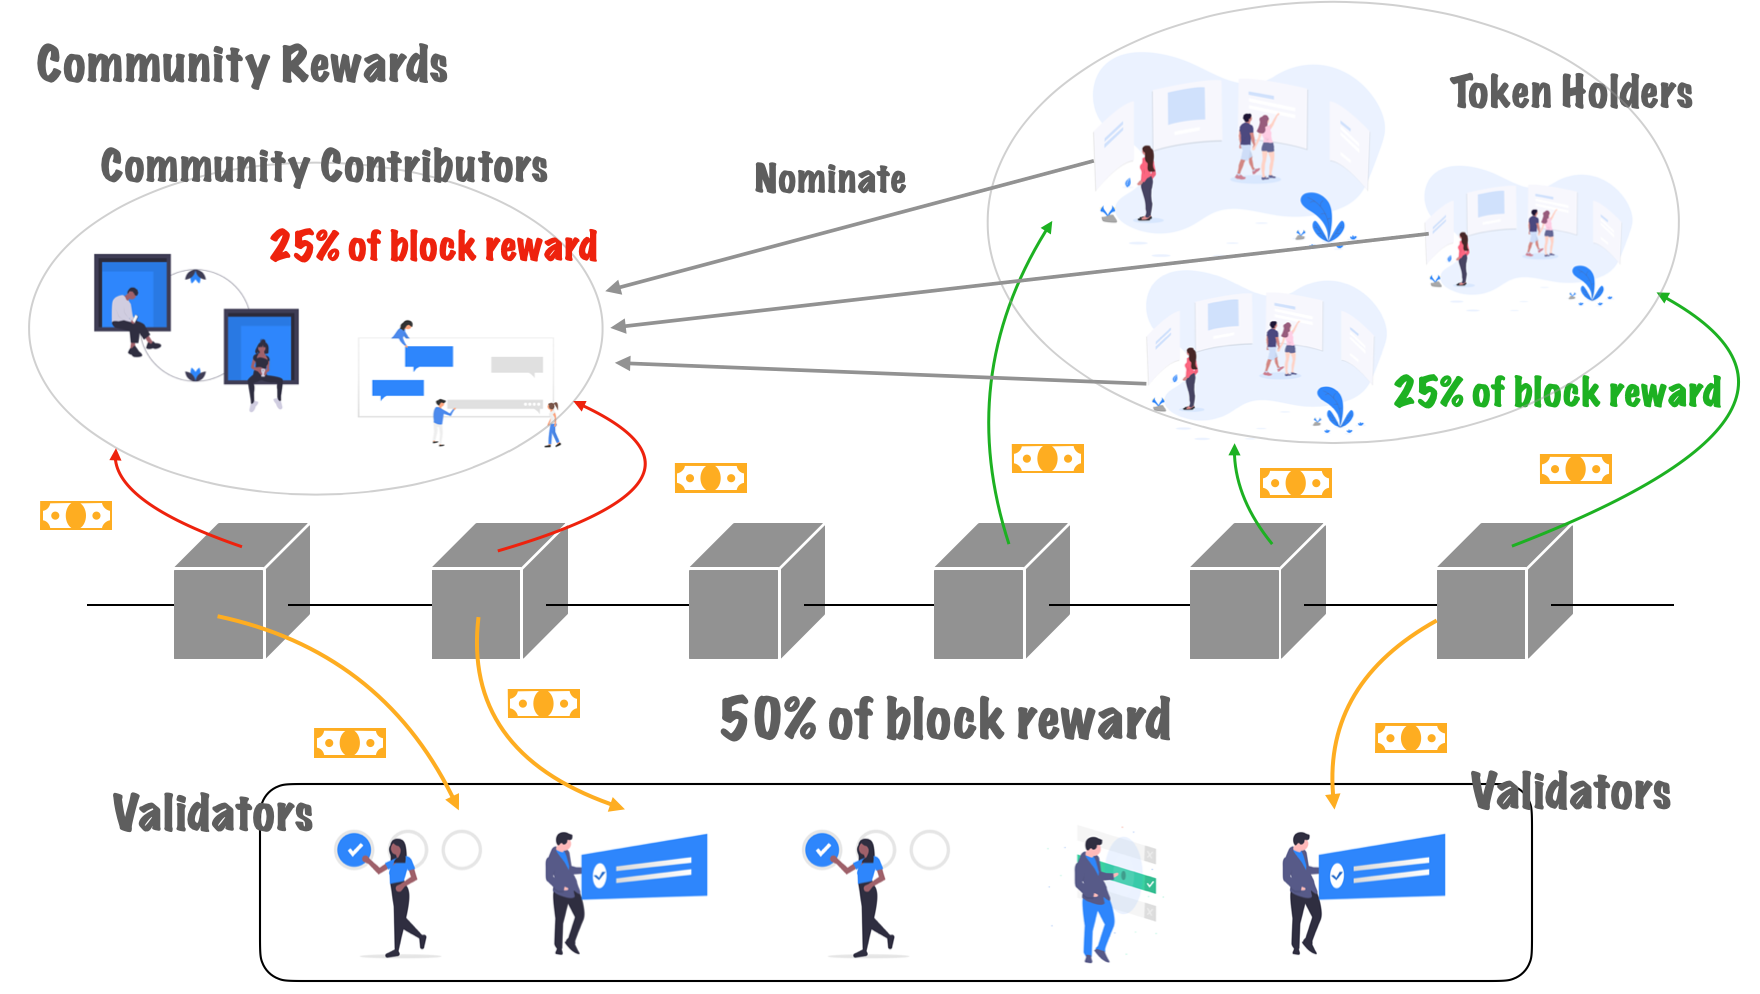 Community Rewards
Token Holders
Community Contributors
Nominate
25% of block reward
25% of block reward
50% of block reward
Validators
Validators